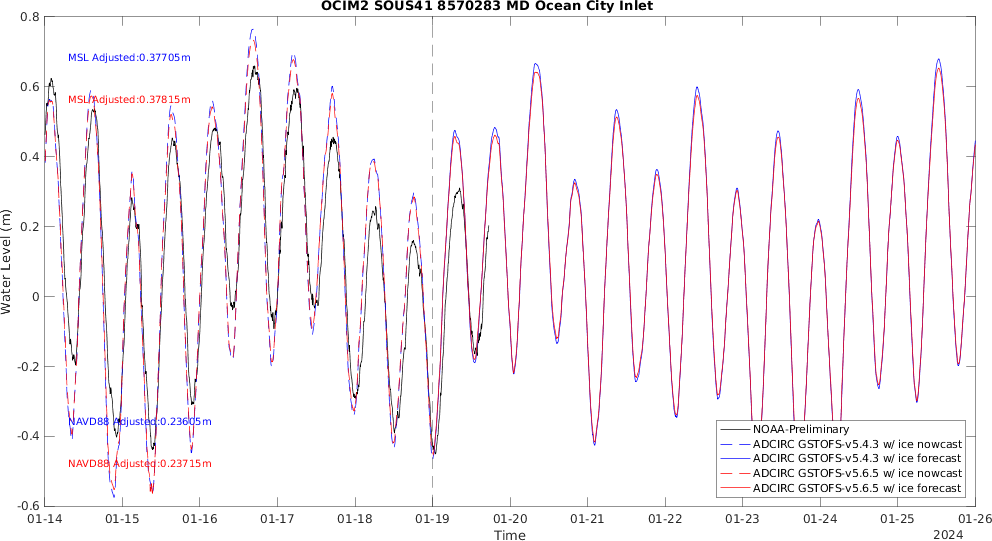 OCIM2 SOUS41 8570283 MD Ocean City Inlet
0.8
0.6
0.4
0.2
0
-0.2
-0.4
-0.6
Water Level (m)
MSL Adjusted:0.37705m
MSL Adjusted:0.37815m
NAVD88 Adjusted:0.23605m
NAVD88 Adjusted:0.23715m
NOAA-Preliminary
ADCIRC GSTOFS-v5.4.3 w/ ice nowcast
ADCIRC GSTOFS-v5.4.3 w/ ice forecast
ADCIRC GSTOFS-v5.6.5 w/ ice nowcast
ADCIRC GSTOFS-v5.6.5 w/ ice forecast
01-14 01-15 01-16 01-17 01-18 01-19 01-20 01-21 01-22 01-23 01-24 01-25 01-26
Time
2024